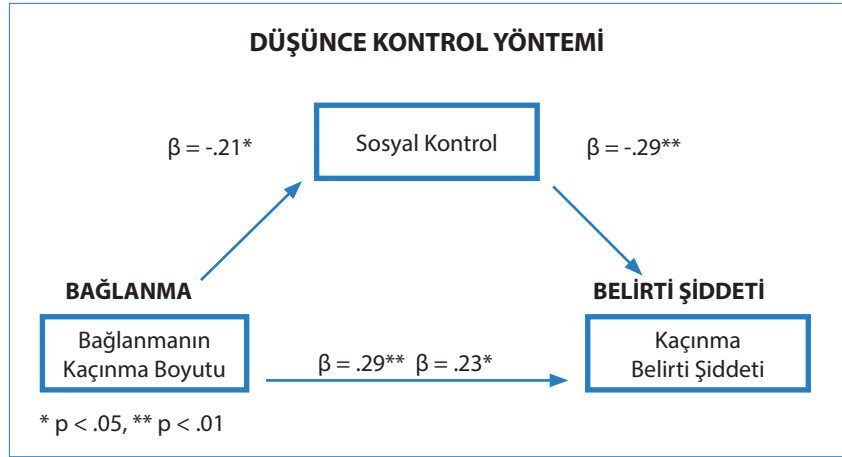 DÜŞÜNCE KONTROL YÖNTEMİ
β = -.21*
Sosyal Kontrol
β = -.29**
BAĞLANMA
BELİRTİ ŞİDDETİ
Bağlanmanın
Kaçınma Boyutu
β = .29** β = .23*
Kaçınma
Belirti Şiddeti
* p < .05, ** p < .01